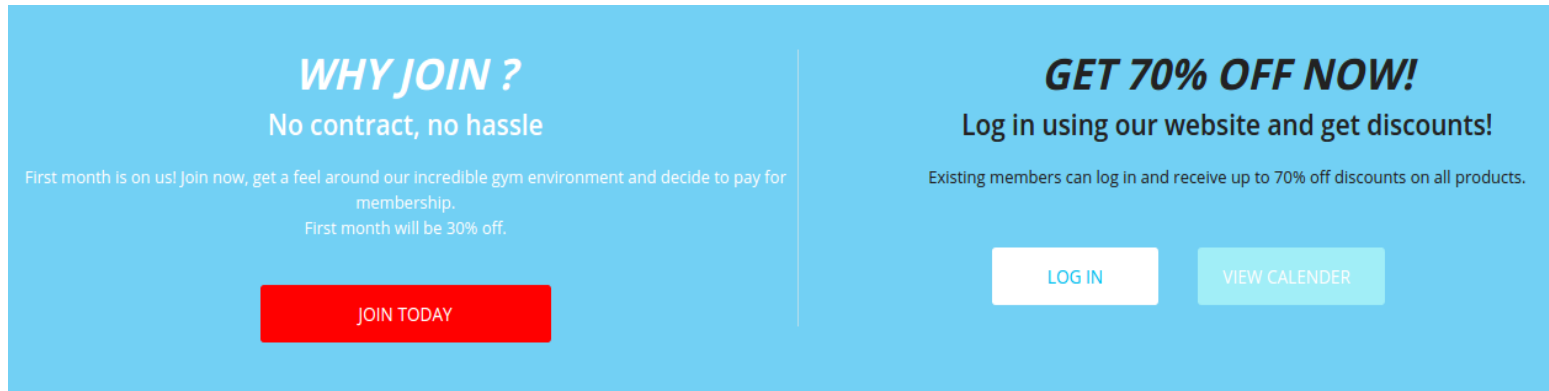 WHY JOIN ?
No contract, no hassle
First month is on us! Join now, get a feel around our incredible gym environment and decide to pay for
membership.
First month will be 30% off.
JOIN TODAY
GET 70% OFF NOW!
Log in using our website and get discounts!
Existing members can log in and receive up to 70% off discounts on all products.
LOG IN
VIEW CALENDER